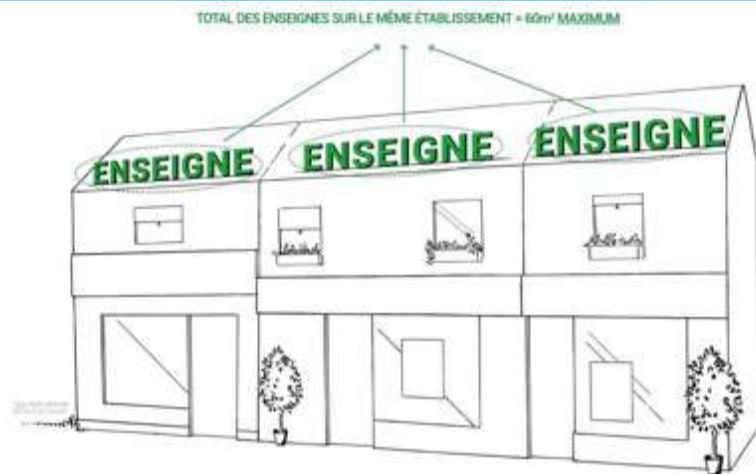 TOTAL DES ENSEIGNES SUR LE MÊME ÉTABLISSEMENT = 60m² MAXIMUM
ENSEIGNE ENSEIGNE ENSEIGNE